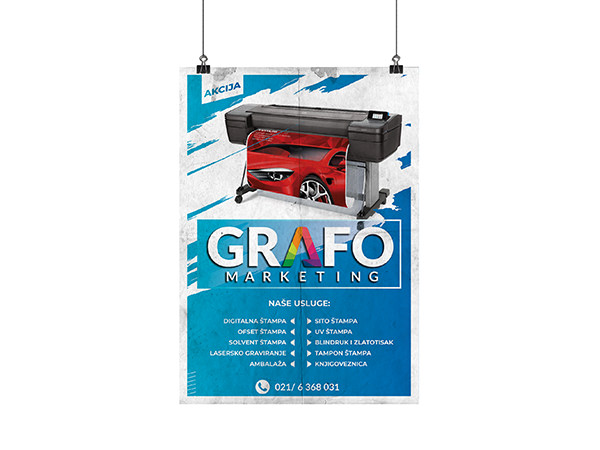 AKCIJA
GRAFO
MARKETING
NAŠE USLUGE:
DIGITALNA ŠTAMPA
OFSET ŠTAMPA
SOLVENT ŠTAMPA
LASERSKO GRAVIRANJE
AMBALAŽA
SITO ŠTAMPA
UV ŠTAMPA
BLINDRUK I ZLATOTISAK
TAMPON ŠTAMPA
KNJIGOVEZNICA
021/ 6 368 031